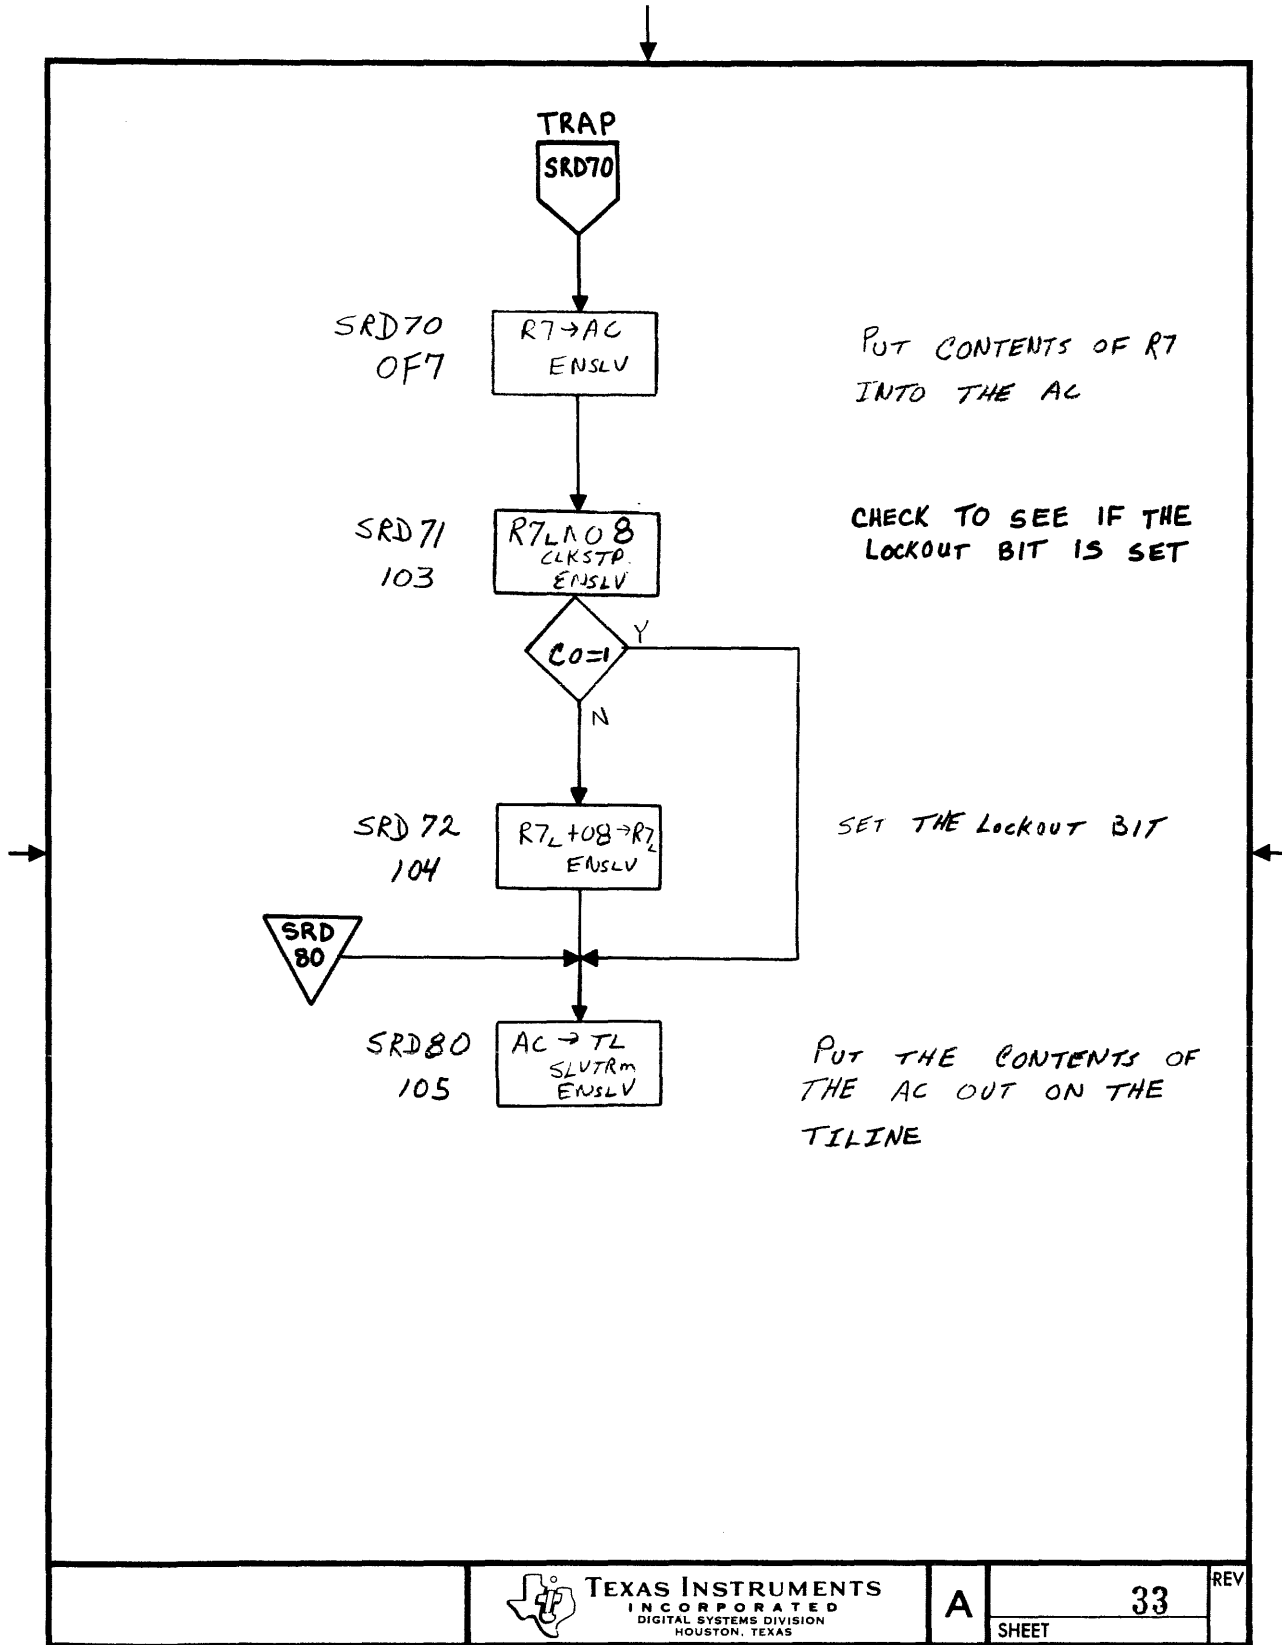 TRAP
SRD70
SRD70
0F7
R7→AC
ENSLV
PUT CONTENTS OF R7
INTO THE AC
SRD71
103
R7L∧08
CLKSTP
ENSLV
CHECK TO SEE IF THE
LOCKOUT BIT IS SET
C0=1
Y
N
SRD72
104
R7L+08→R7L
ENSLV
SET THE LOCKOUT BIT
SRD
80
SRD80
105
AC→TL
SLVTRM
ENSLV
PUT THE CONTENTS OF
THE AC OUT ON THE
TILINE
TEXAS INSTRUMENTS
INCORPORATED
DIGITAL SYSTEMS DIVISION
HOUSTON, TEXAS
A
33
SHEET
REV